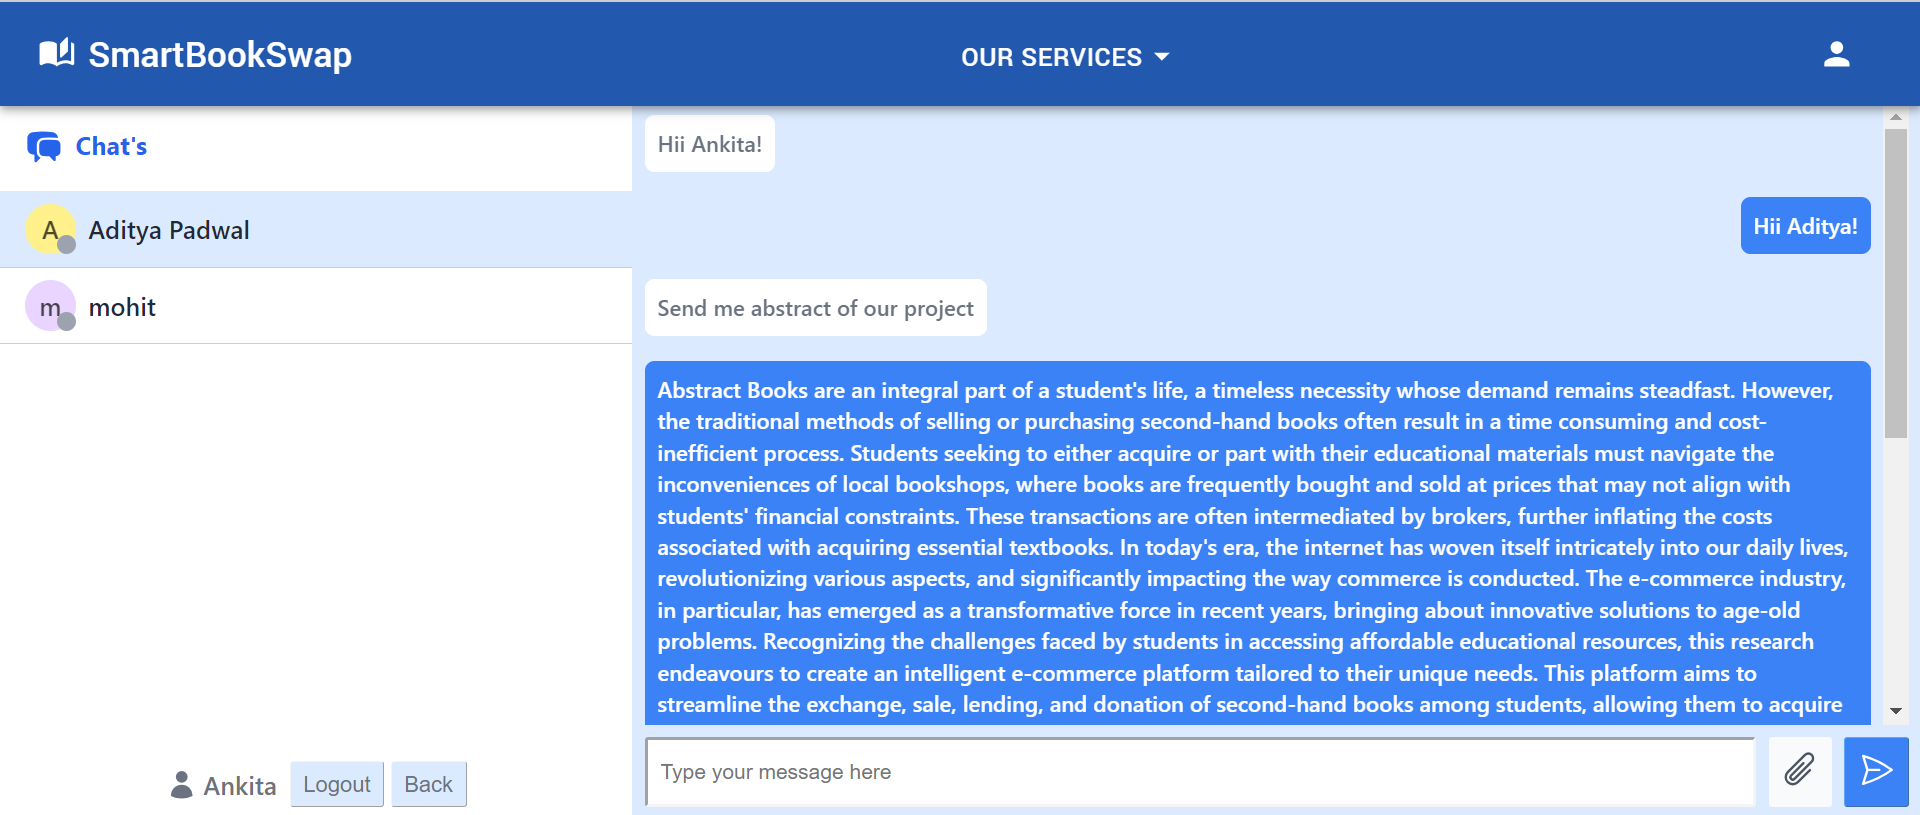 SmartBookSwap
OUR SERVICES
Chat's
A
Aditya Padwal
m
mohit
Ankita
Logout
Back
Hii Ankita!
Hii Aditya!
Send me abstract of our project
Abstract Books are an integral part of a student's life, a timeless necessity whose demand remains steadfast. However,
the traditional methods of selling or purchasing second-hand books often result in a time consuming and cost-
inefficient process. Students seeking to either acquire or part with their educational materials must navigate the
inconveniences of local bookshops, where books are frequently bought and sold at prices that may not align with
students' financial constraints. These transactions are often intermediated by brokers, further inflating the costs
associated with acquiring essential textbooks. In today's era, the internet has woven itself intricately into our daily lives,
revolutionizing various aspects, and significantly impacting the way commerce is conducted. The e-commerce industry,
in particular, has emerged as a transformative force in recent years, bringing about innovative solutions to age-old
problems. Recognizing the challenges faced by students in accessing affordable educational resources, this research
endeavours to create an intelligent e-commerce platform tailored to their unique needs. This platform aims to
streamline the exchange, sale, lending, and donation of second-hand books among students, allowing them to acquire
Type your message here